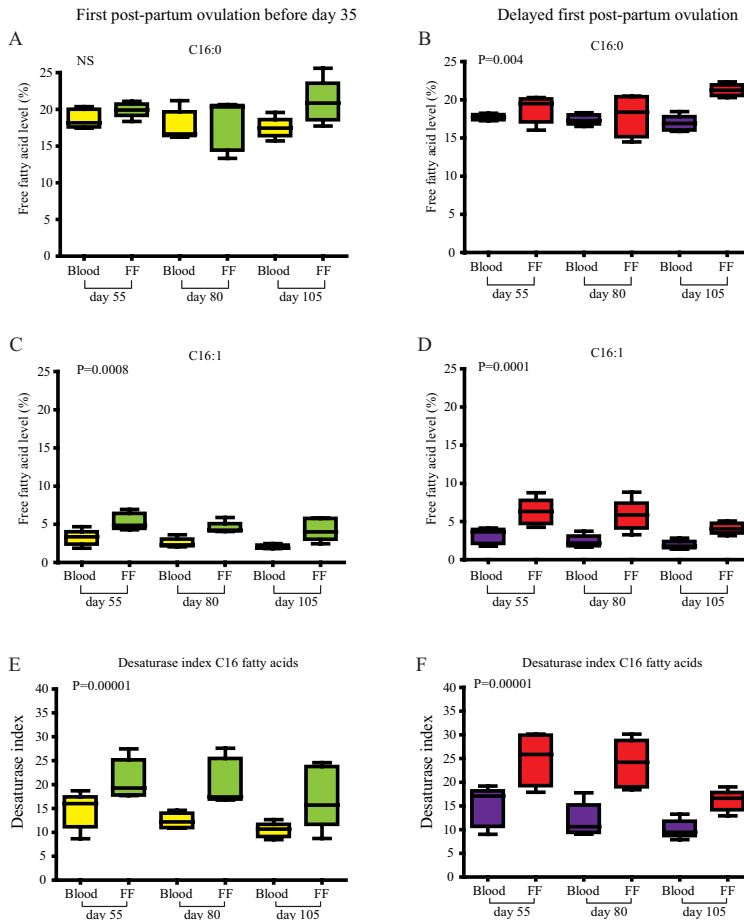 First post-partum ovulation before day 35
Delayed first post-partum ovulation
A
C16:0
NS
Free fatty acid level (%)
25
20
15
10
5
0
Blood FF Blood FF Blood FF
day 55 day 80 day 105
B
C16:0
P=0.004
Free fatty acid level (%)
25
20
15
10
5
0
Blood FF Blood FF Blood FF
day 55 day 80 day 105
C
C16:1
P=0.0008
Free fatty acid level (%)
25
20
15
10
5
0
Blood FF Blood FF Blood FF
day 55 day 80 day 105
D
C16:1
P=0.0001
Free fatty acid level (%)
25
20
15
10
5
0
Blood FF Blood FF Blood FF
day 55 day 80 day 105
E
Desaturase index C16 fatty acids
P=0.00001
Desaturase index
40
35
30
25
20
15
10
5
0
Blood FF Blood FF Blood FF
day 55 day 80 day 105
F
Desaturase index C16 fatty acids
P=0.00001
Desaturase index
40
35
30
25
20
15
10
5
0
Blood FF Blood FF Blood FF
day 55 day 80 day 105